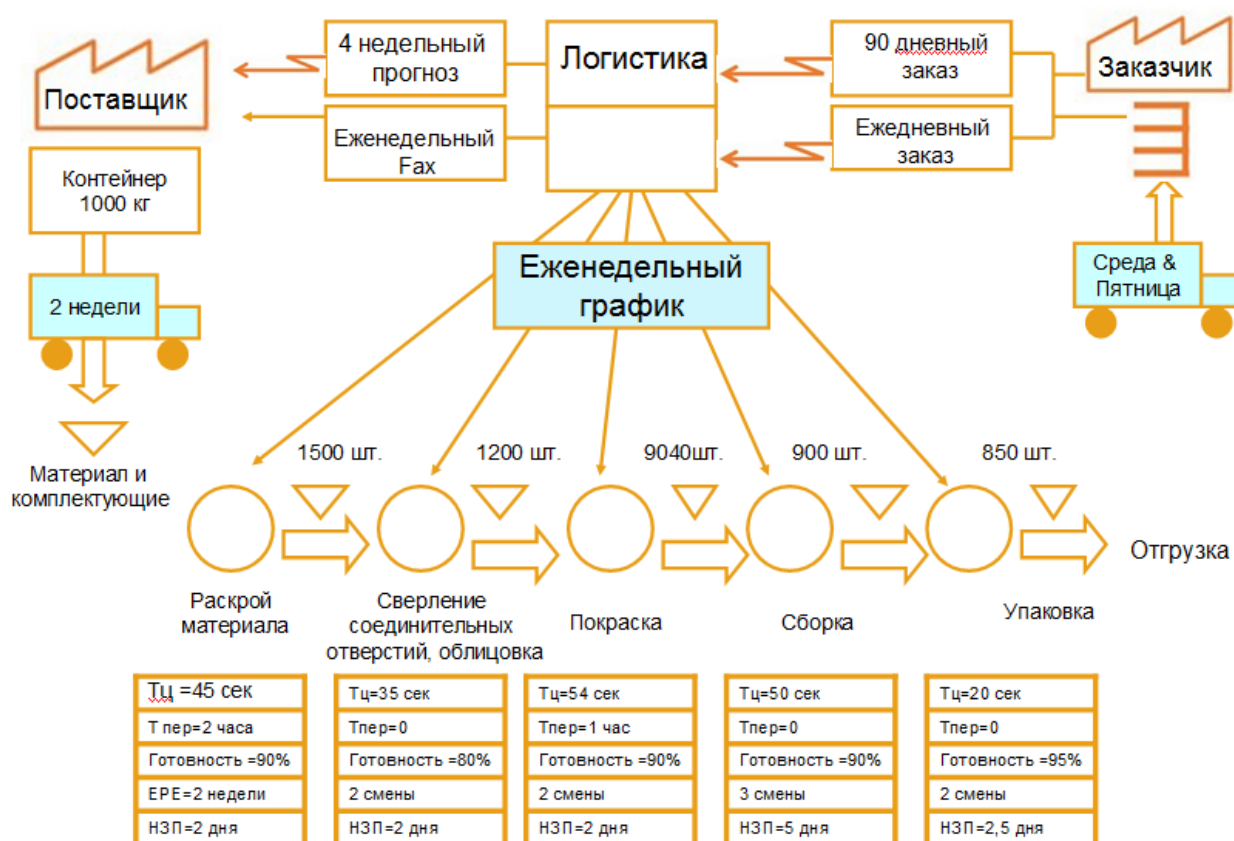 Поставщик
4 недельный
прогноз
Еженедельный
Fax
Логистика
90 дневный
заказ
Ежедневный
заказ
Заказчик
Контейнер
1000 кг
2 недели
Материал и
комплектующие
Еженедельный
график
Среда &
Пятница
1500 шт.
1200 шт.
9040шт.
900 шт.
850 шт.
Отгрузка
Раскрой
материала
Сверление
соединительных
отверстий, облицовка
Покраска
Сборка
Упаковка
Тц =45 сек
Т пер=2 часа
Готовность =90%
EPE=2 недели
НЗП=2 дня
Тц=35 сек
Тпер=0
Готовность =80%
2 смены
НЗП=2 дня
Тц=54 сек
Тпер=1 час
Готовность =90%
2 смены
НЗП=2 дня
Тц=50 сек
Тпер=0
Готовность =90%
3 смены
НЗП=5 дня
Тц=20 сек
Тпер=0
Готовность =95%
2 смены
НЗП=2,5 дня